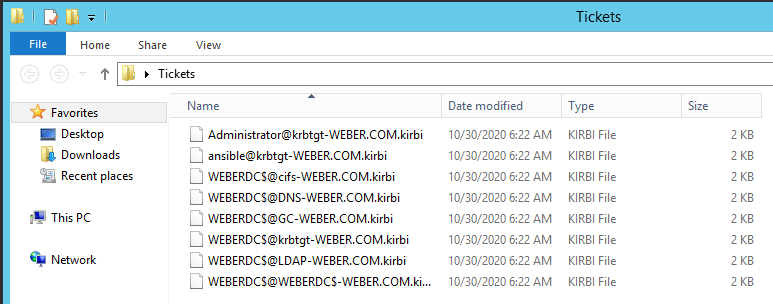 Tickets
File Home Share View
Tickets
Name Date modified Type Size
Favorites
Desktop
Downloads
Recent places
This PC
Network
Administrator@krbtgt-WEBER.COM.kirbi 10/30/2020 6:22 AM KIRBI File 2 KB
ansible@krbtgt-WEBER.COM.kirbi 10/30/2020 6:22 AM KIRBI File 2 KB
WEBERDC$@cifs-WEBER.COM.kirbi 10/30/2020 6:22 AM KIRBI File 2 KB
WEBERDC$@DNS-WEBER.COM.kirbi 10/30/2020 6:22 AM KIRBI File 2 KB
WEBERDC$@GC-WEBER.COM.kirbi 10/30/2020 6:22 AM KIRBI File 2 KB
WEBERDC$@krbtgt-WEBER.COM.kirbi 10/30/2020 6:22 AM KIRBI File 2 KB
WEBERDC$@LDAP-WEBER.COM.kirbi 10/30/2020 6:22 AM KIRBI File 2 KB
WEBERDC$@WEBERDC$-WEBER.COM.ki... 10/30/2020 6:22 AM KIRBI File 2 KB